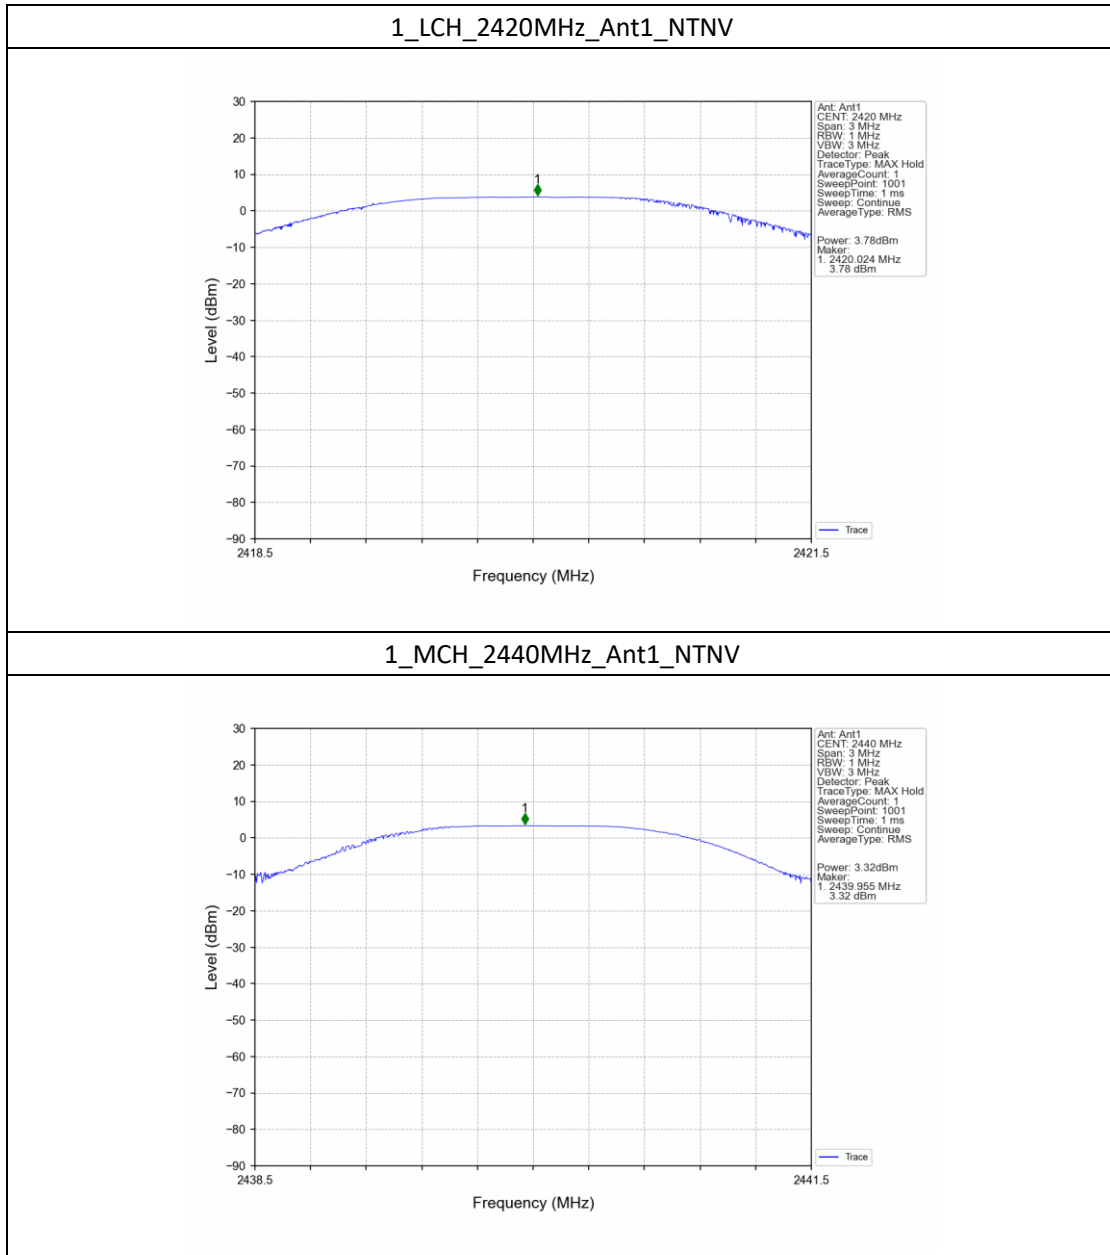 1_LCH_2420MHz_Ant1_NTNV
30
20
10
0
−10
−20
−30
−40
−50
−60
−70
−80
−90
Level (dBm)
1
2418.5
2421.5
Frequency (MHz)
Ant: Ant1
CENT: 2420 MHz
Span: 3 MHz
RBW: 1 MHz
VBW: 3 MHz
Detector: Peak
TraceType: MAX Hold
AverageCount: 1
SweepPoint: 1001
SweepTime: 1 ms
Sweep: Continue
AverageType: RMS
Power: 3.78dBm
Maker:
1. 2420.024 MHz
3.78 dBm
Trace
1_MCH_2440MHz_Ant1_NTNV
30
20
10
0
−10
−20
−30
−40
−50
−60
−70
−80
−90
Level (dBm)
1
2438.5
2441.5
Frequency (MHz)
Ant: Ant1
CENT: 2440 MHz
Span: 3 MHz
RBW: 1 MHz
VBW: 3 MHz
Detector: Peak
TraceType: MAX Hold
AverageCount: 1
SweepPoint: 1001
SweepTime: 1 ms
Sweep: Continue
AverageType: RMS
Power: 3.32dBm
Maker:
1. 2439.955 MHz
3.32 dBm
Trace